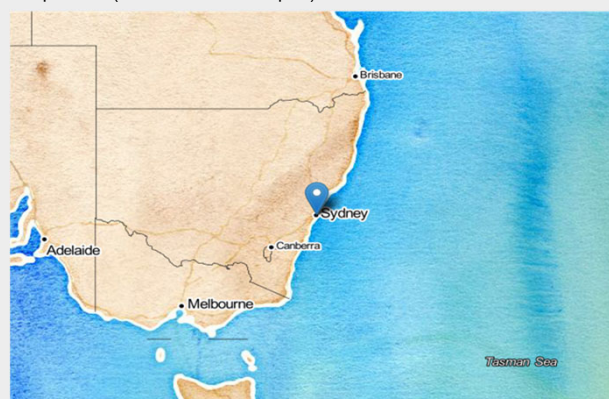 Brisbane
Sydney
Canberra
Adelaide
Melbourne
Tasman Sea